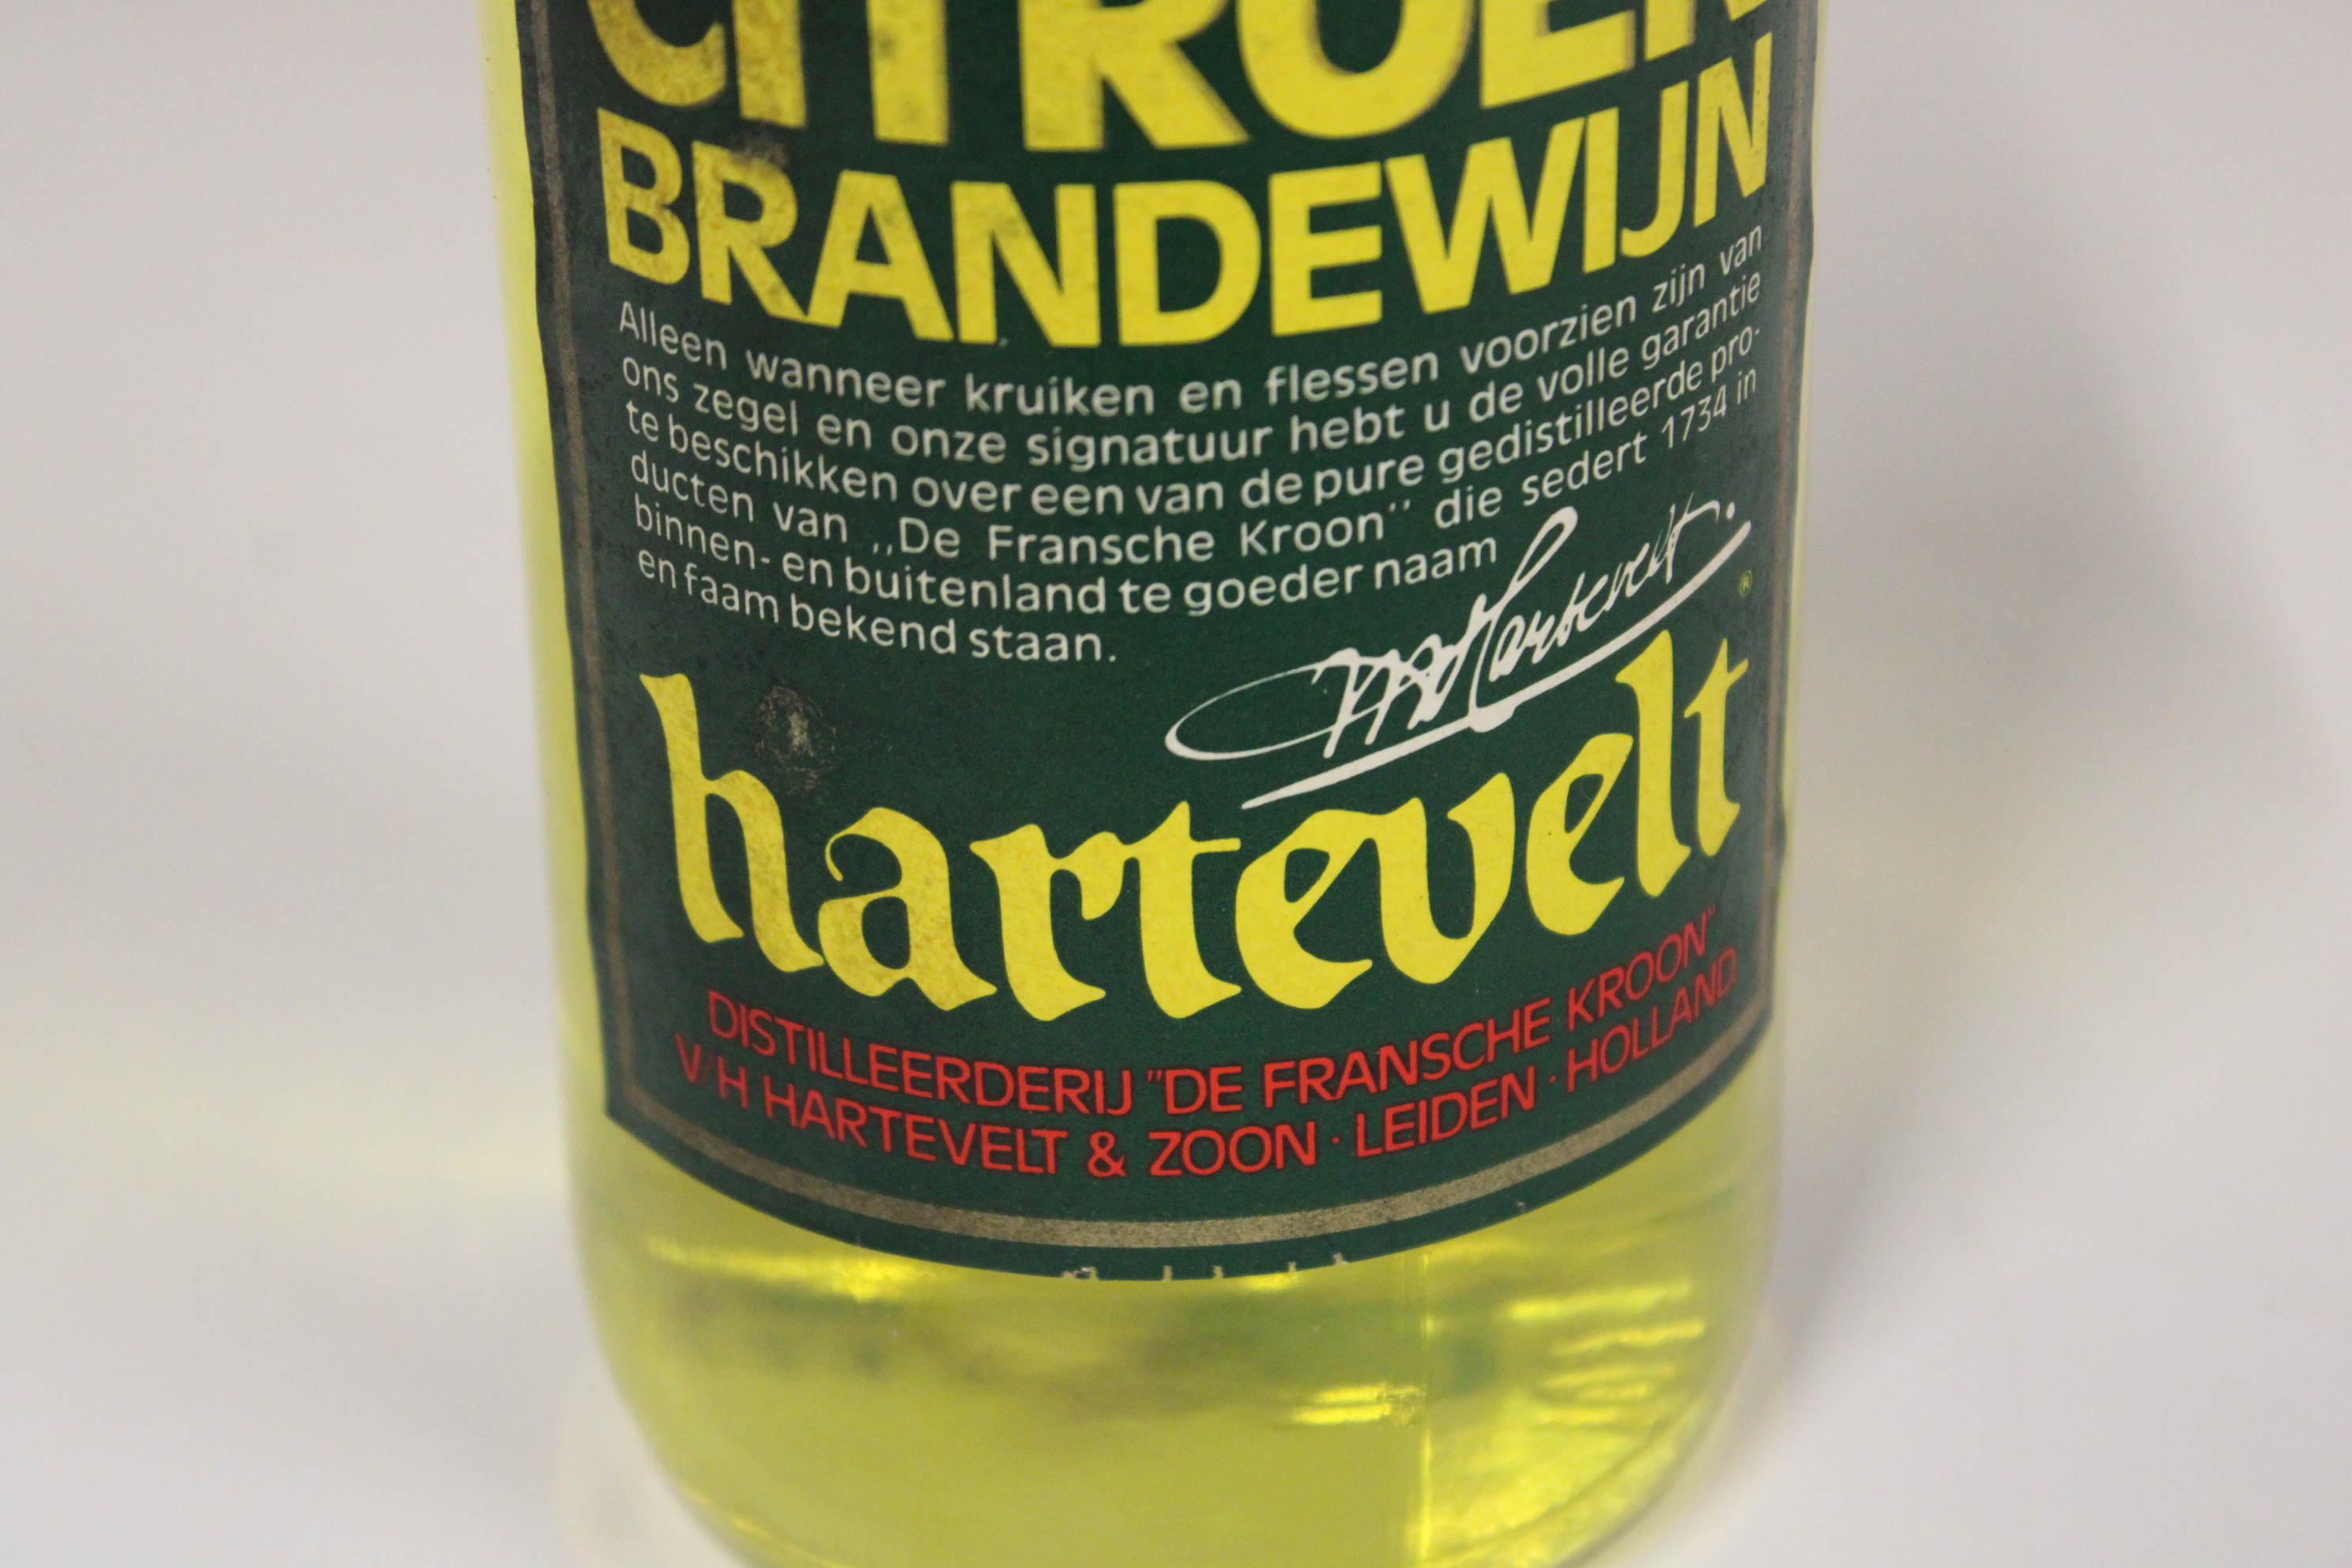 CITROEN
BRANDEWIJN
Alleen wanneer kruiken en flessen voorzien zijn van
ons zegel en onze signatuur hebt u de volle garantie
te beschikken over een van de pure gedistilleerde pro-
ducten van „De Fransche Kroon” die sedert 1734 in
binnen- en buitenland te goeder naam
en faam bekend staan.
Hartevelt.
®
hartevelt
DISTILLEERDERIJ "DE FRANSCHE KROON"
V/H HARTEVELT & ZOON · LEIDEN · HOLLAND.